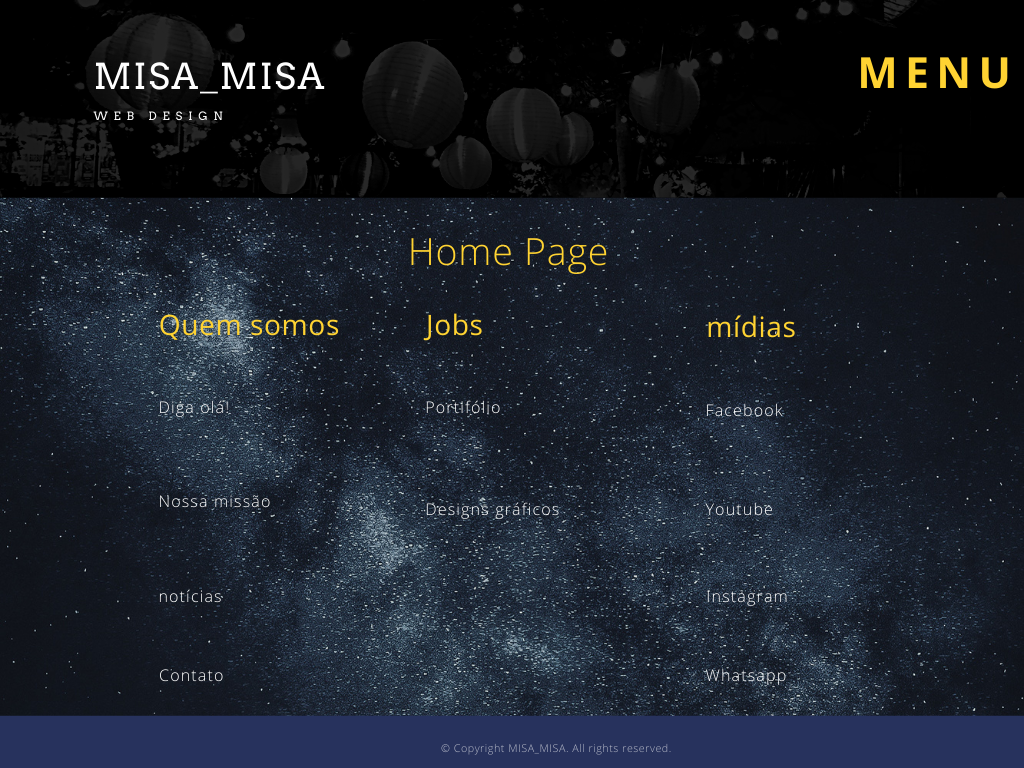 MISA_MISA
WEB DESIGN
MENU
Home Page
Quem somos
Jobs
mídias
Diga olá!
Portifólio
Facebook
Nossa missão
Designs gráficos
Youtube
notícias
Instagram
Contato
Whatsapp
© Copyright MISA_MISA. All rights reserved.